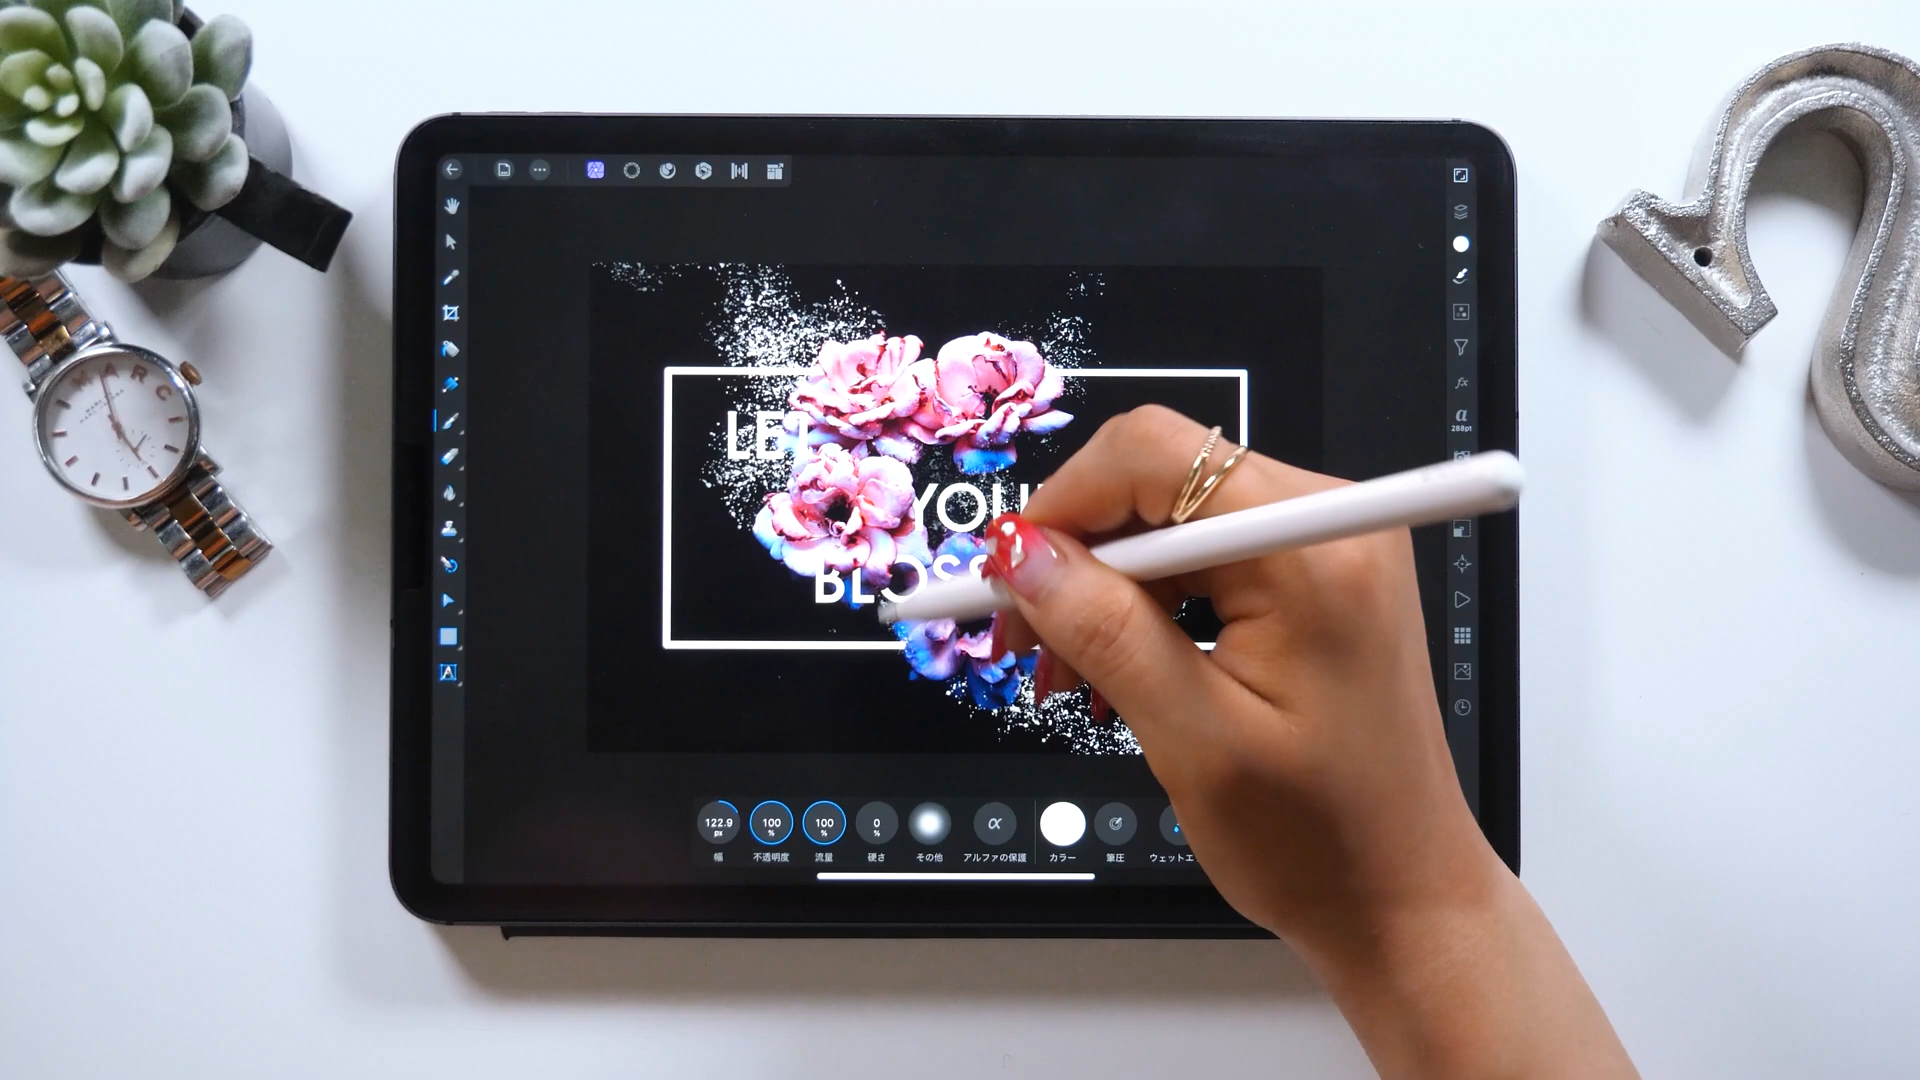 MARC
288pt
LET
YOU
BLOSS
122.9
px
100
%
100
%
0
%
α
幅
不透明度
流量
硬さ
その他
アルファの保護
カラー
筆圧
ウェットエ